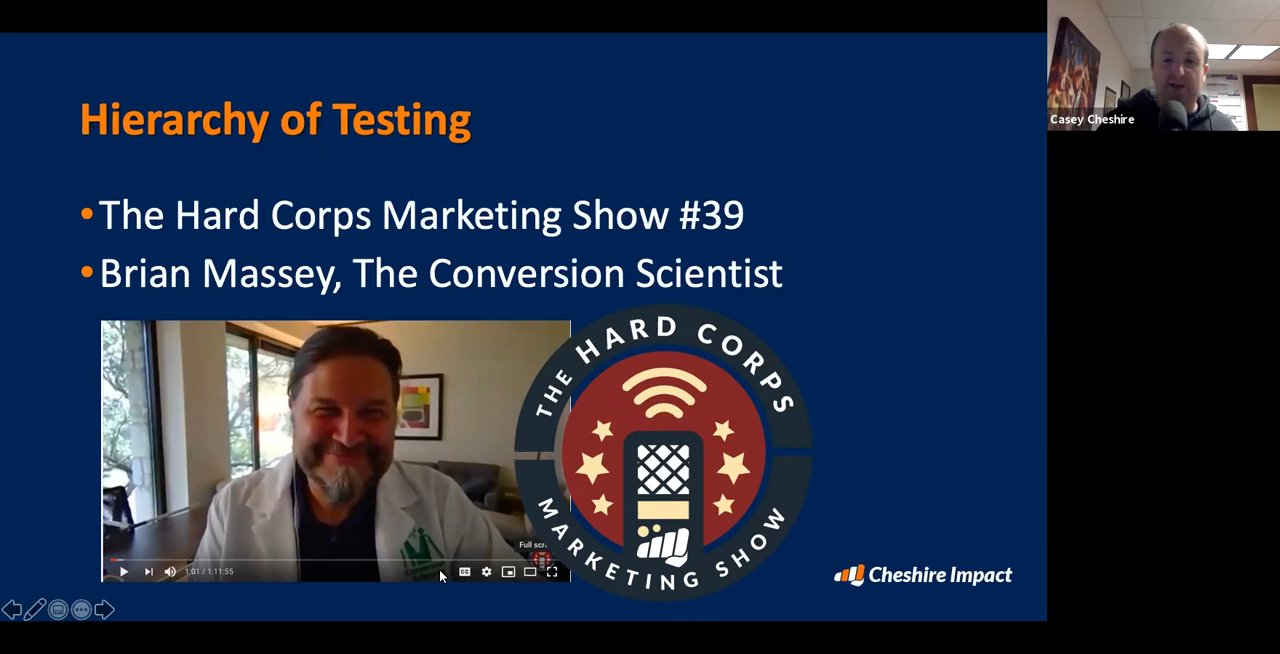 Hierarchy of Testing
• The Hard Corps Marketing Show #39
• Brian Massey, The Conversion Scientist
THE HARD CORPS
MARKETING SHOW
Full scr
1:01 / 1:11:55
CC
Cheshire Impact
Casey Cheshire